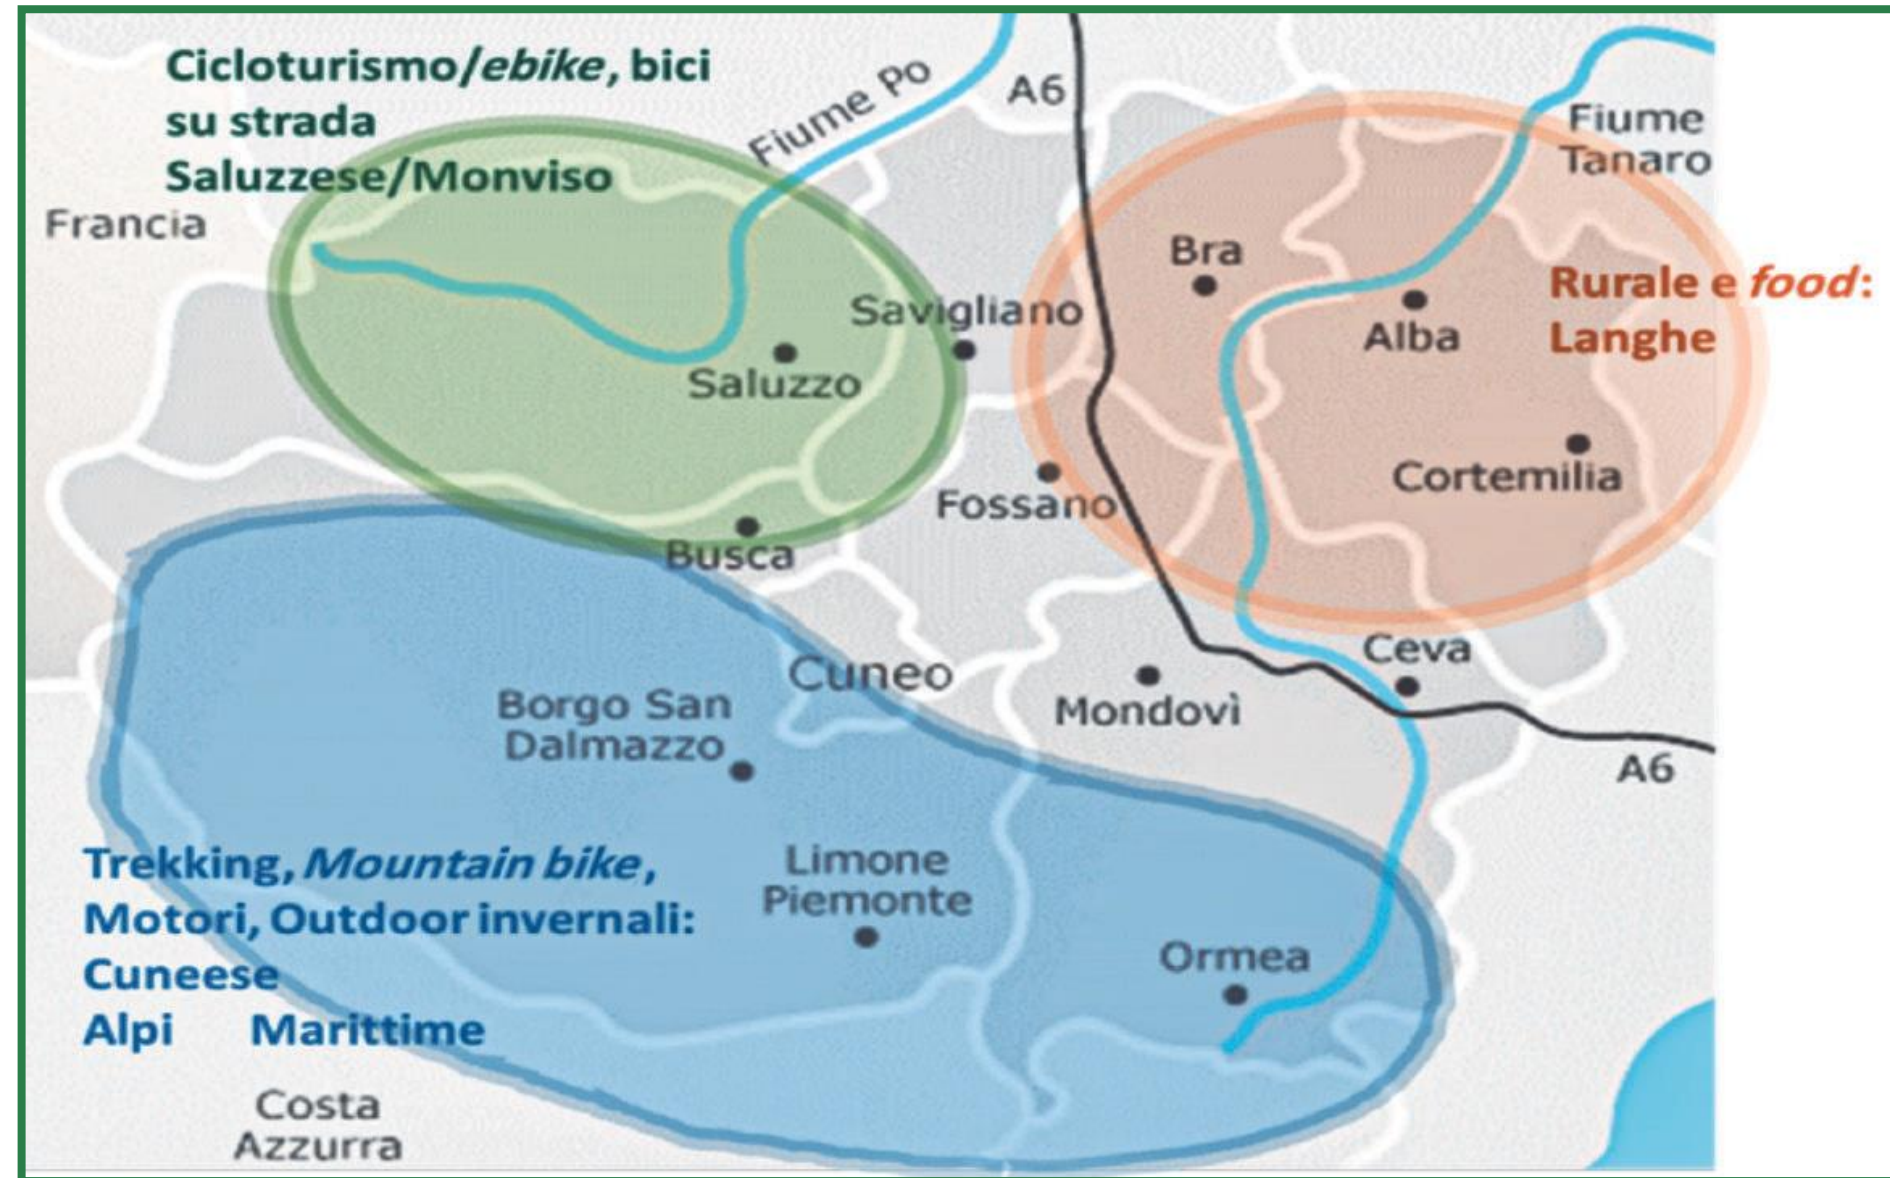 Cicloturismo/ebike, bici
su strada
Saluzzese/Monviso
Fiume Po
A6
Fiume
Tanaro
Francia
Bra
Rurale e food:
Langhe
Savigliano
Alba
Saluzzo
Cortemilia
Fossano
Busca
Ceva
Cuneo
Mondovì
Borgo San
Dalmazzo
A6
Trekking, Mountain bike,
Motori, Outdoor invernali:
Cuneese
Alpi Marittime
Limone
Piemonte
Ormea
Costa
Azzurra